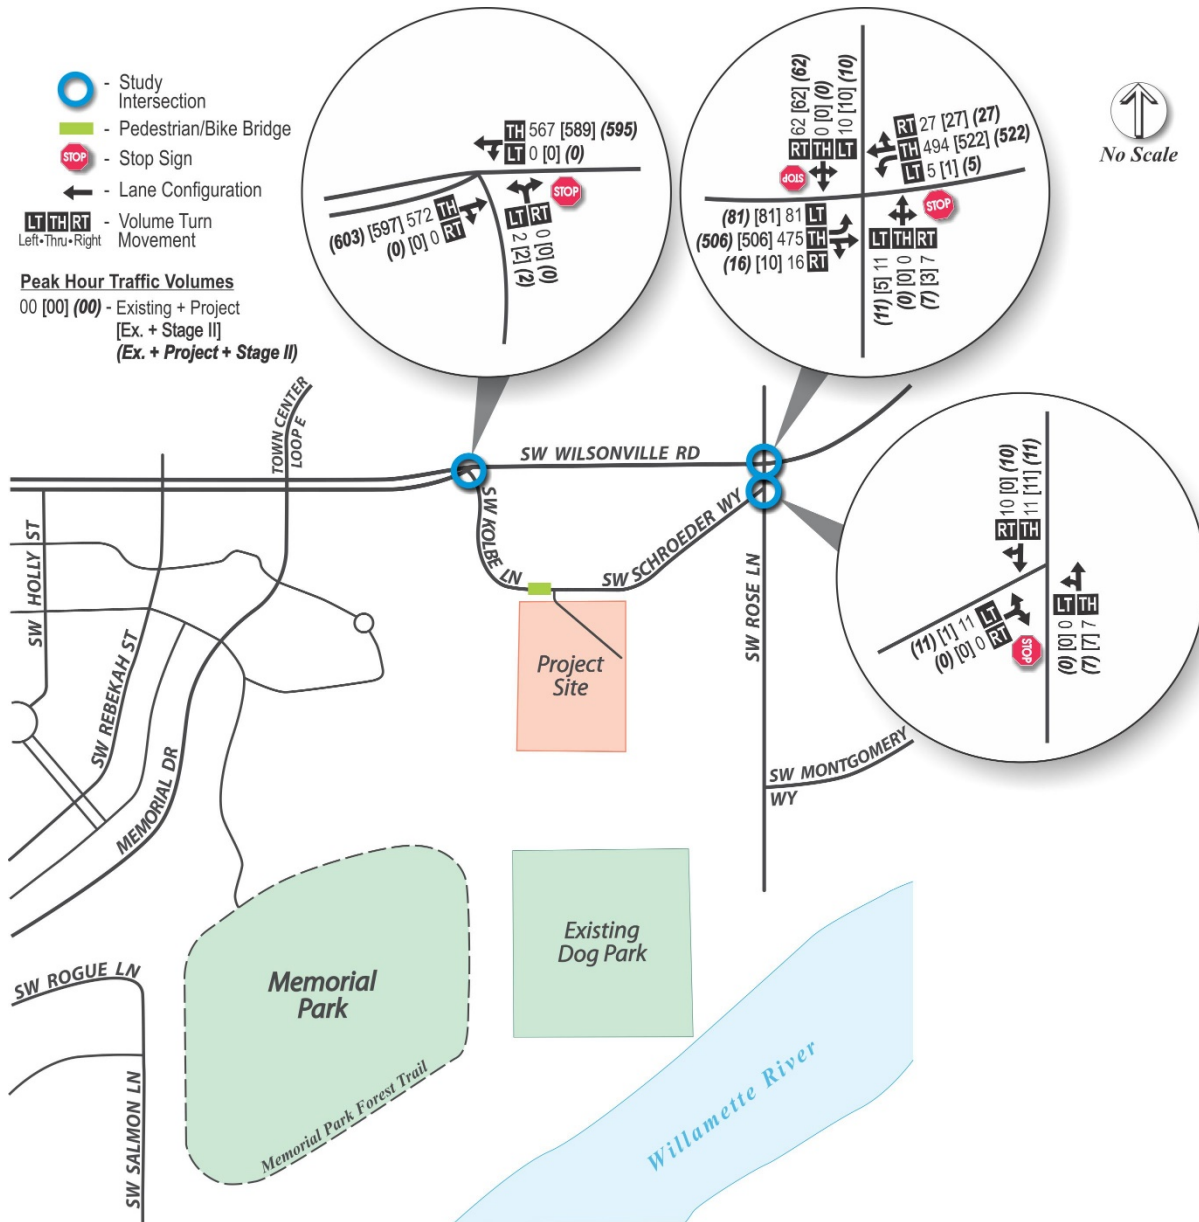 - Study
Intersection
- Pedestrian/Bike Bridge
STOP - Stop Sign
- Lane Configuration
LT TH RT - Volume Turn
Left•Thru•Right Movement
Peak Hour Traffic Volumes
00 [00] (00) - Existing + Project
[Ex. + Stage II]
(Ex. + Project + Stage II)
TH 567 [589] (595)
LT 0 [0] (0)
STOP
(603) [597] 572 TH
(0) [0] 0 RT
LT RT
2 [2] (2)
0 [0] (0)
62 [62] (62)
0 [0] (0)
10 [10] (10)
RT TH LT
STOP
RT 27 [27] (27)
TH 494 [522] (522)
LT 5 [1] (5)
STOP
(81) [81] 81 LT
(506) [506] 475 TH
(16) [10] 16 RT
LT TH RT
(11) [5] 11
(0) [0] 0
(7) [3] 7
No Scale
TOWN CENTER
LOOP E
SW WILSONVILLE RD
SW KOLBE LN
SW SCHROEDER WY
SW ROSE LN
10 [0] (10)
11 [11] (11)
RT TH
(11) [1] 11 LT
(0) [0] 0 RT
STOP
LT TH
(0) [0] 0
(7) [7] 7
SW HOLLY ST
SW REBEKAH ST
MEMORIAL DR
Project
Site
SW MONTGOMERY
WY
Existing
Dog Park
Memorial
Park
Memorial Park Forest Trail
SW ROGUE LN
SW SALMON LN
Willamette River